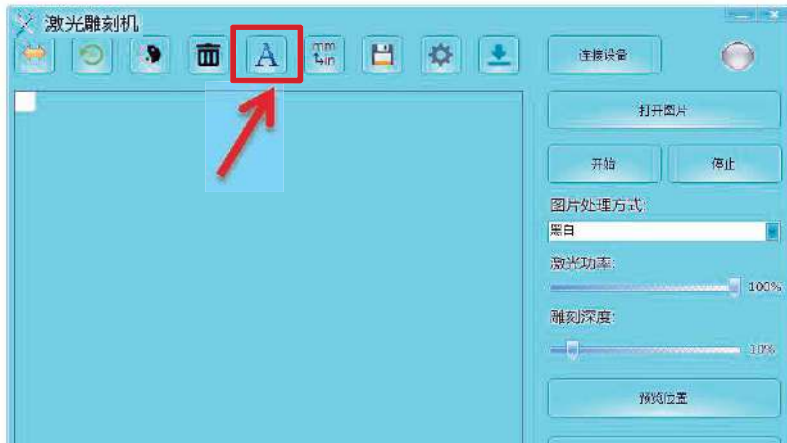 激光雕刻机
A
mm
in
连接设备
打开图片
开始
停止
图片处理方式:
黑白
激光功率:
100%
雕刻深度:
10%
预览位置